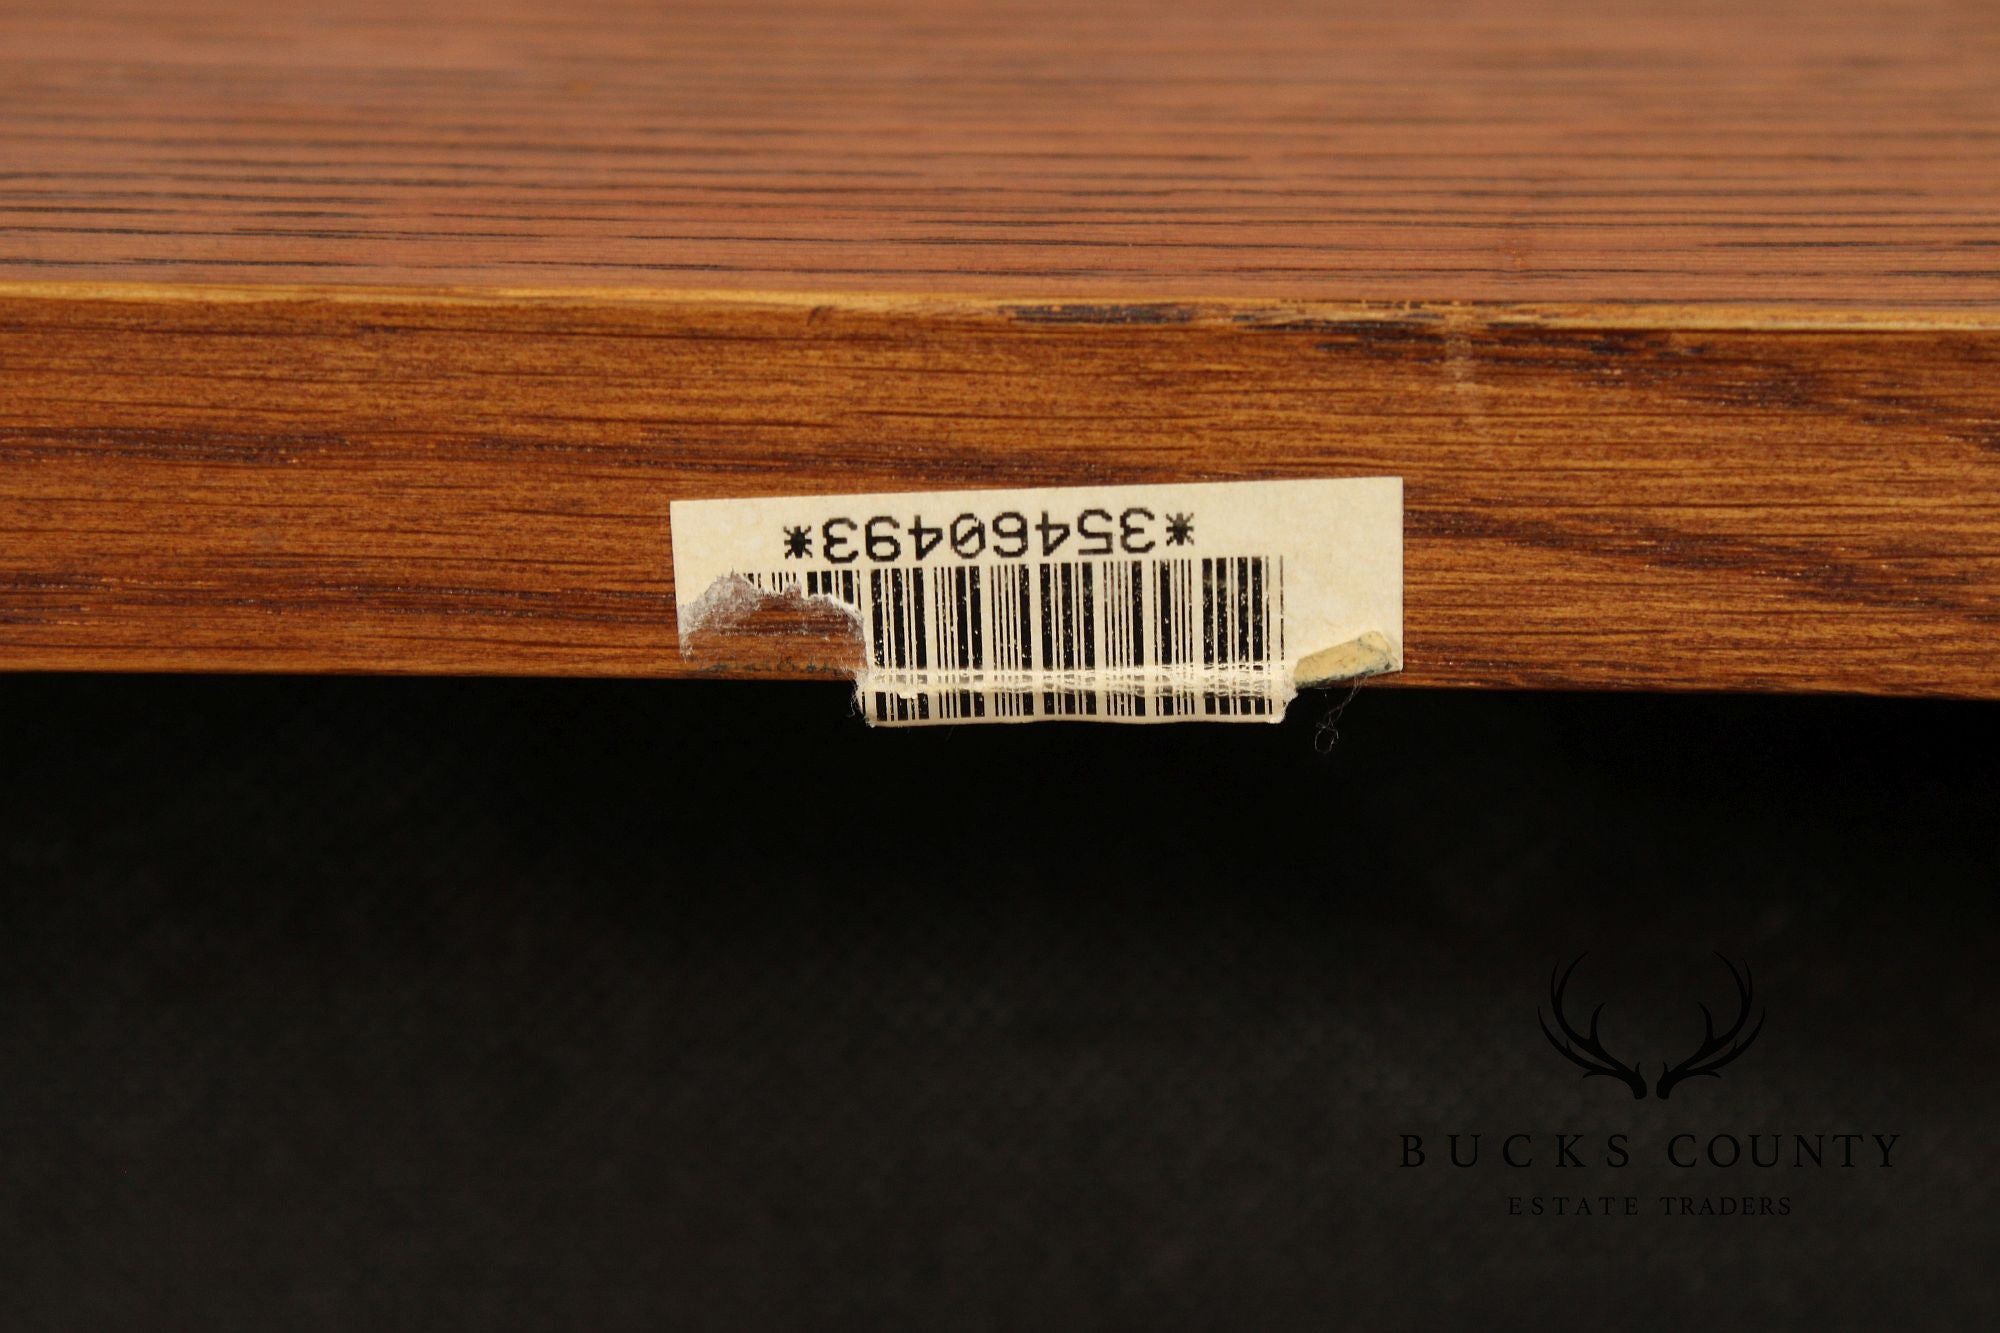 *35460493*
BUCKS COUNTY
ESTATE TRADERS